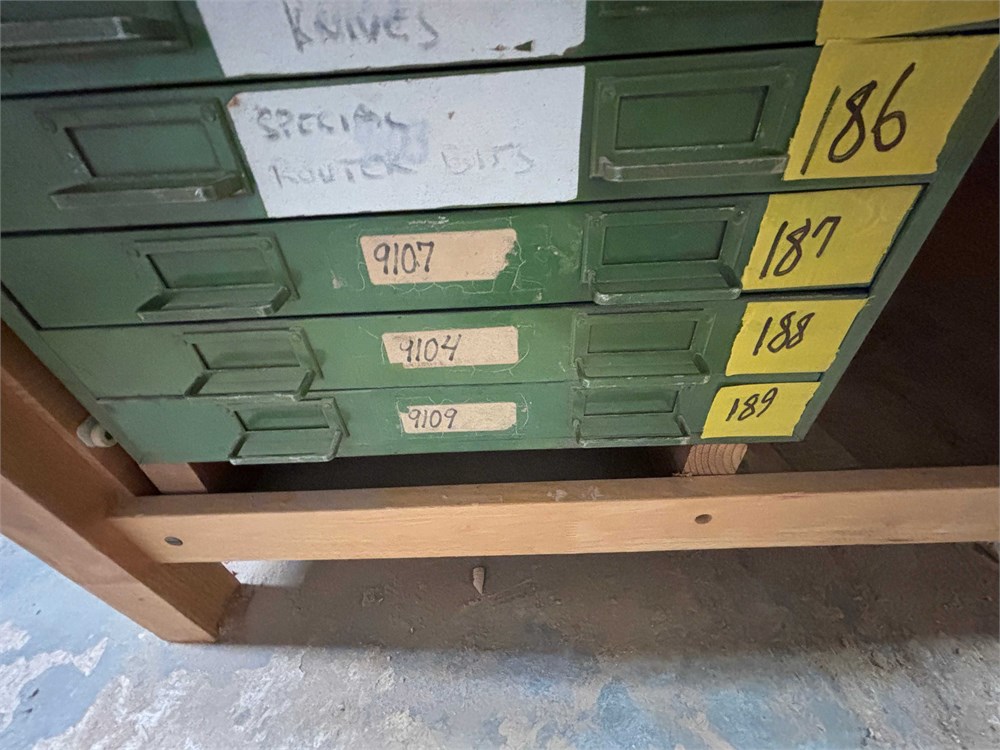 KNIVES
SPECIAL
ROUTER BITS
186
9107
187
9104
188
9109
189